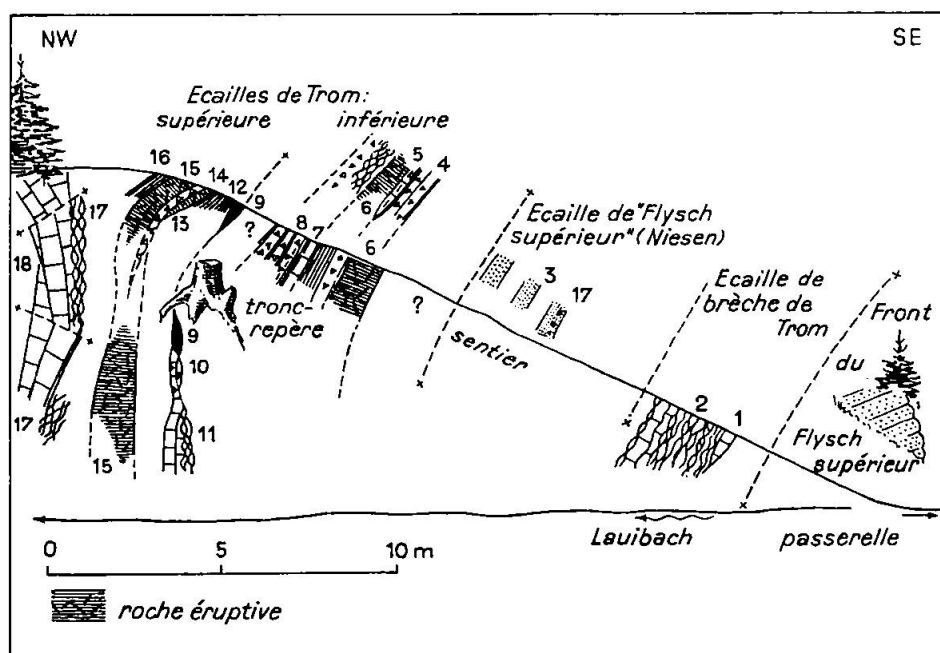 NW
SE
Ecailles de Trom:
supérieure
inférieure
16
15
14
12
9
13
?
8
7
6
5
4
6
17
18
17
15
tronc-
repère
9
10
11
?
Ecaille de "Flysch
supérieur" (Niesen)
3
17
sentier
Ecaille de
brèche de
Trom
2
1
Front
du
Flysch
supérieur
Lauibach
passerelle
0
5
10 m
roche éruptive